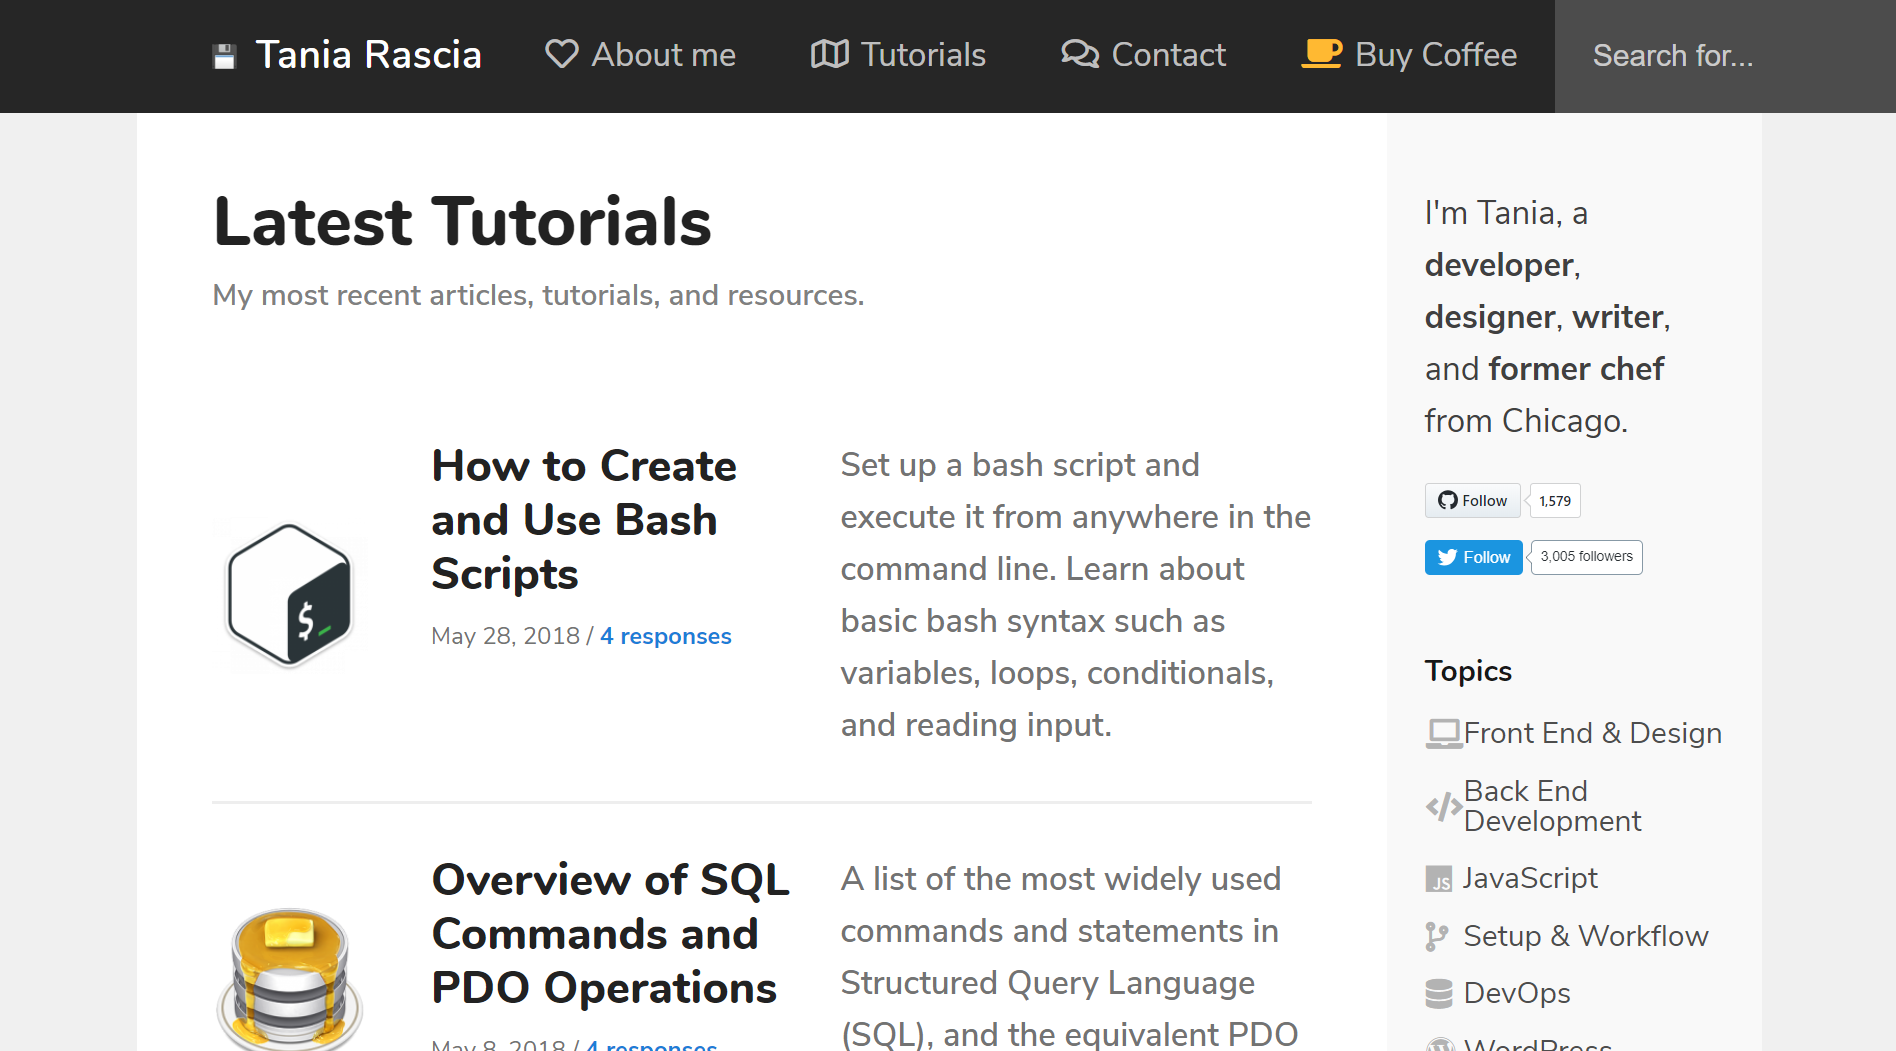 Tania Rascia
About me
Tutorials
Contact
Buy Coffee
Search for...
Latest Tutorials
My most recent articles, tutorials, and resources.
How to Create
and Use Bash
Scripts
May 28, 2018 / 4 responses
Set up a bash script and
execute it from anywhere in the
command line. Learn about
basic bash syntax such as
variables, loops, conditionals,
and reading input.
$_
Overview of SQL
Commands and
PDO Operations
May 8, 2018 / 4 responses
A list of the most widely used
commands and statements in
Structured Query Language
(SQL), and the equivalent PDO
I'm Tania, a
developer,
designer, writer,
and former chef
from Chicago.
Follow 1,579
Follow 3,005 followers
Topics
Front End & Design
Back End
Development
JS JavaScript
Setup & Workflow
DevOps
WordPress